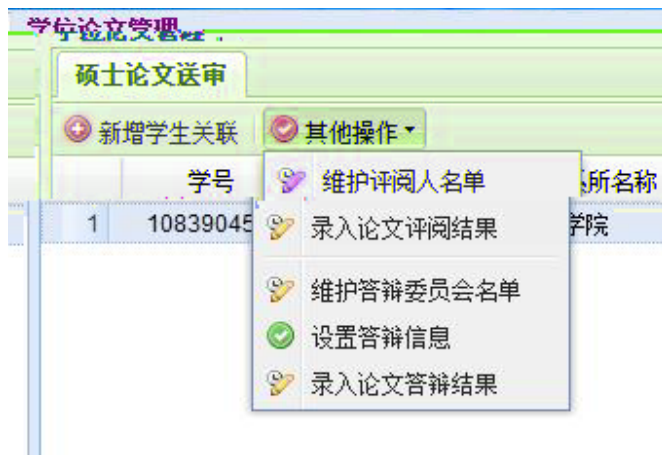 学位论文管理
硕士论文送审
新增学生关联 其他操作
学号 所名称
1 10839045 学院
维护评阅人名单
录入论文评阅结果
维护答辩委员会名单
设置答辩信息
录入论文答辩结果